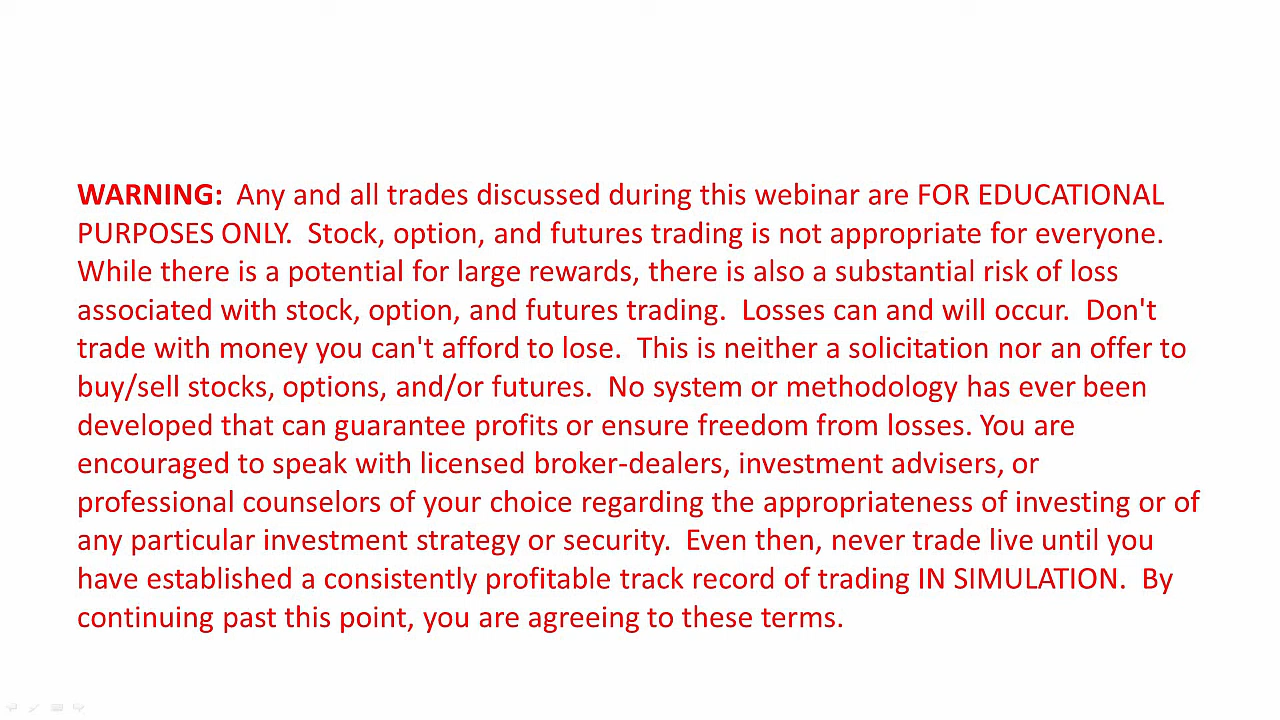 WARNING:  Any and all trades discussed during this webinar are FOR EDUCATIONAL
PURPOSES ONLY.  Stock, option, and futures trading is not appropriate for everyone.
While there is a potential for large rewards, there is also a substantial risk of loss
associated with stock, option, and futures trading.  Losses can and will occur.  Don't
trade with money you can't afford to lose.  This is neither a solicitation nor an offer to
buy/sell stocks, options, and/or futures.  No system or methodology has ever been
developed that can guarantee profits or ensure freedom from losses. You are
encouraged to speak with licensed broker-dealers, investment advisers, or
professional counselors of your choice regarding the appropriateness of investing or of
any particular investment strategy or security.  Even then, never trade live until you
have established a consistently profitable track record of trading IN SIMULATION.  By
continuing past this point, you are agreeing to these terms.